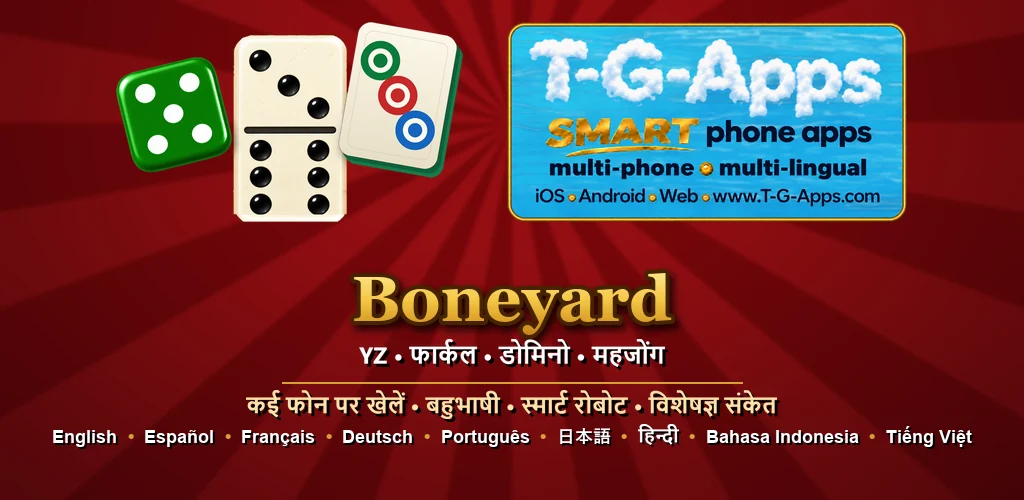 T-G-Apps
SMART phone apps
multi-phone • multi-lingual
iOS • Android • Web • www.T-G-Apps.com
Boneyard
YZ • फार्कल • डोमिनो • महजोंग
कई फोन पर खेलें • बहुभाषी • स्मार्ट रोबोट • विशेषज्ञ संकेत
English • Español • Français • Deutsch • Português • 日本語 • हिन्दी • Bahasa Indonesia • Tiếng Việt